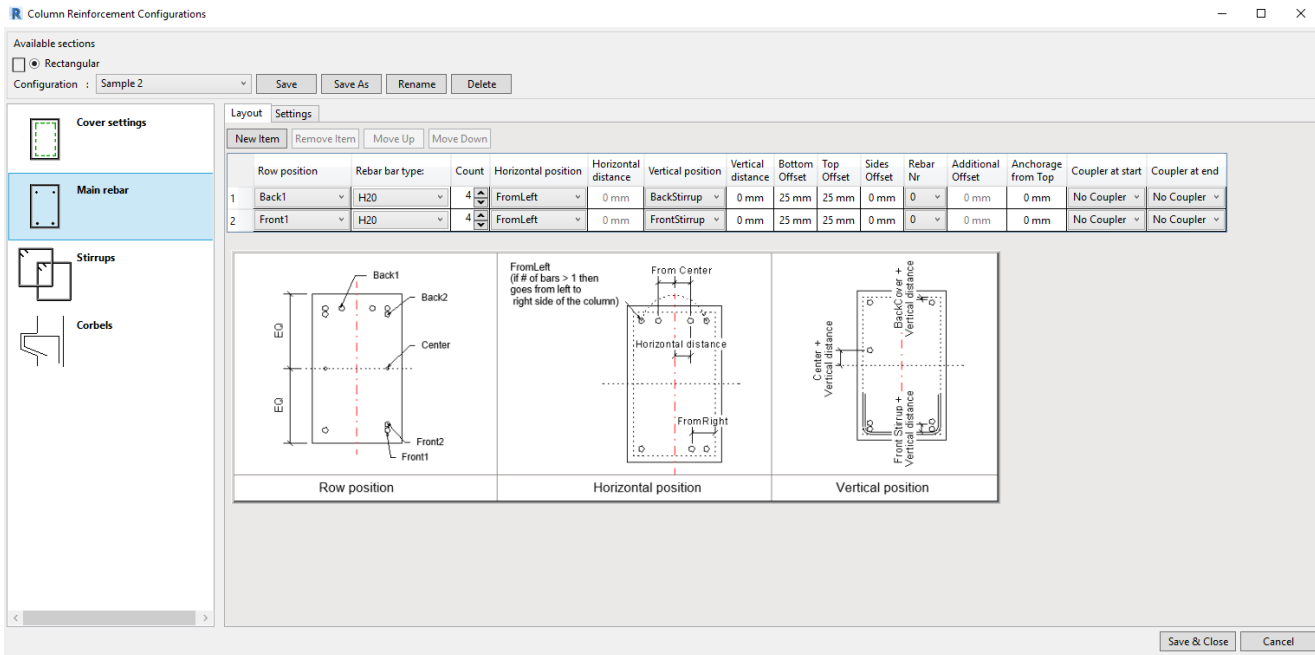 Column Reinforcement Configurations
Available sections
Rectangular
Configuration : Sample 2 Save Save As Rename Delete
Cover settings
Main rebar
Stirrups
Corbels
Layout Settings
New Item Remove Item Move Up Move Down
Row position Rebar bar type: Count Horizontal position Horizontal distance Vertical position Vertical distance Bottom Offset Top Offset Sides Offset Rebar Nr Additional Offset Anchorage from Top Coupler at start Coupler at end
1 Back1 H20 4 FromLeft 0 mm BackStirrup 0 mm 25 mm 25 mm 0 mm 0 0 mm 0 mm No Coupler No Coupler
2 Front1 H20 4 FromLeft 0 mm FrontStirrup 0 mm 25 mm 25 mm 0 mm 0 0 mm 0 mm No Coupler No Coupler
Back1
Back2
EQ
Center
EQ
Front2
Front1
Row position
FromLeft
(if # of bars > 1 then
goes from left to
right side of the column)
From Center
Horizontal distance
FromRight
Horizontal position
BackCover +
Vertical distance
Center +
Vertical distance
Front Stirrup +
Vertical distance
Vertical position
Save & Close Cancel